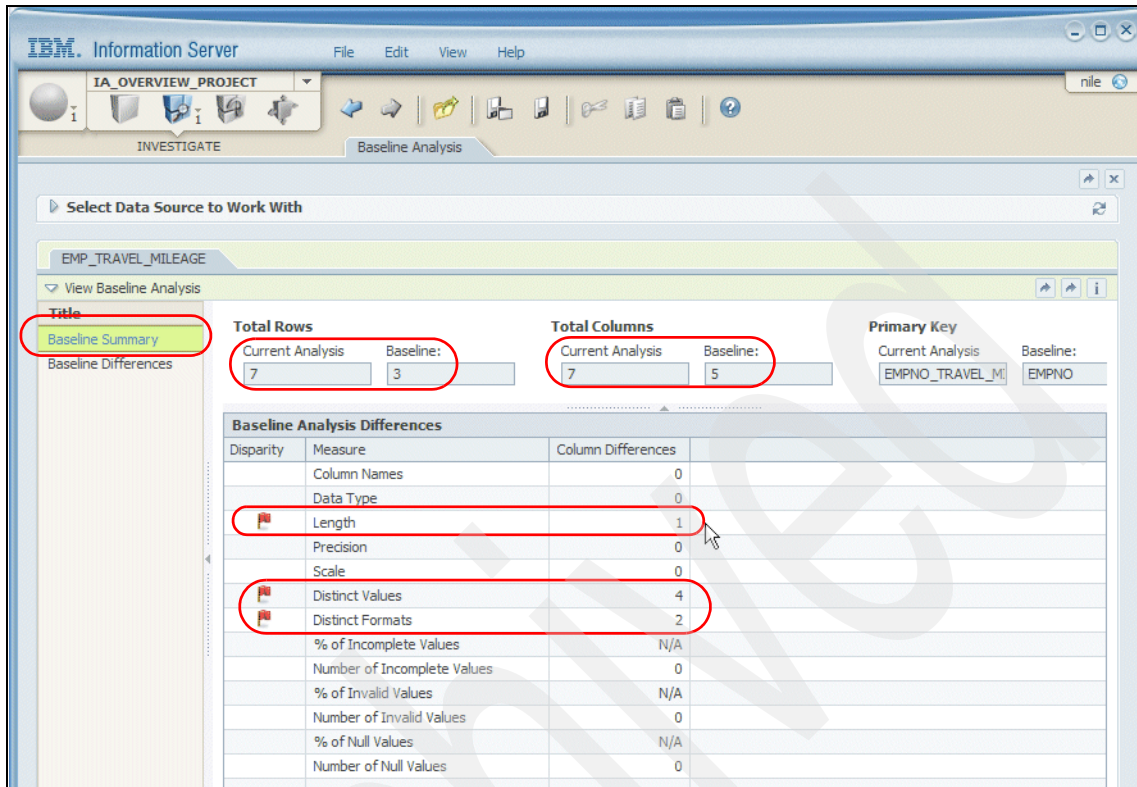 IBM. Information Server File Edit View Help
IA_OVERVIEW_PROJECT
nile
INVESTIGATE
Baseline Analysis
Select Data Source to Work With
EMP_TRAVEL_MILEAGE
View Baseline Analysis
Title
Baseline Summary
Baseline Differences
Total Rows Total Columns Primary Key
Current Analysis Baseline: Current Analysis Baseline: Current Analysis Baseline:
7 3 7 5 EMPNO_TRAVEL_MI EMPNO
Baseline Analysis Differences
Disparity Measure Column Differences
Column Names 0
Data Type 0
Length 1
Precision 0
Scale 0
Distinct Values 4
Distinct Formats 2
% of Incomplete Values N/A
Number of Incomplete Values 0
% of Invalid Values N/A
Number of Invalid Values 0
% of Null Values N/A
Number of Null Values 0